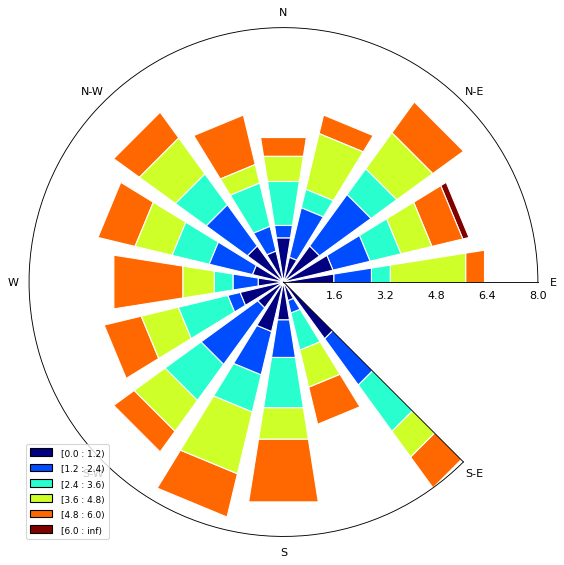 N
N-W
N-E
W
E
1.6 3.2 4.8 6.4 8.0
[0.0 : 1.2)
[1.2 : 2.4)
[2.4 : 3.6)
[3.6 : 4.8)
[4.8 : 6.0)
[6.0 : inf)
S-W
S-E
S